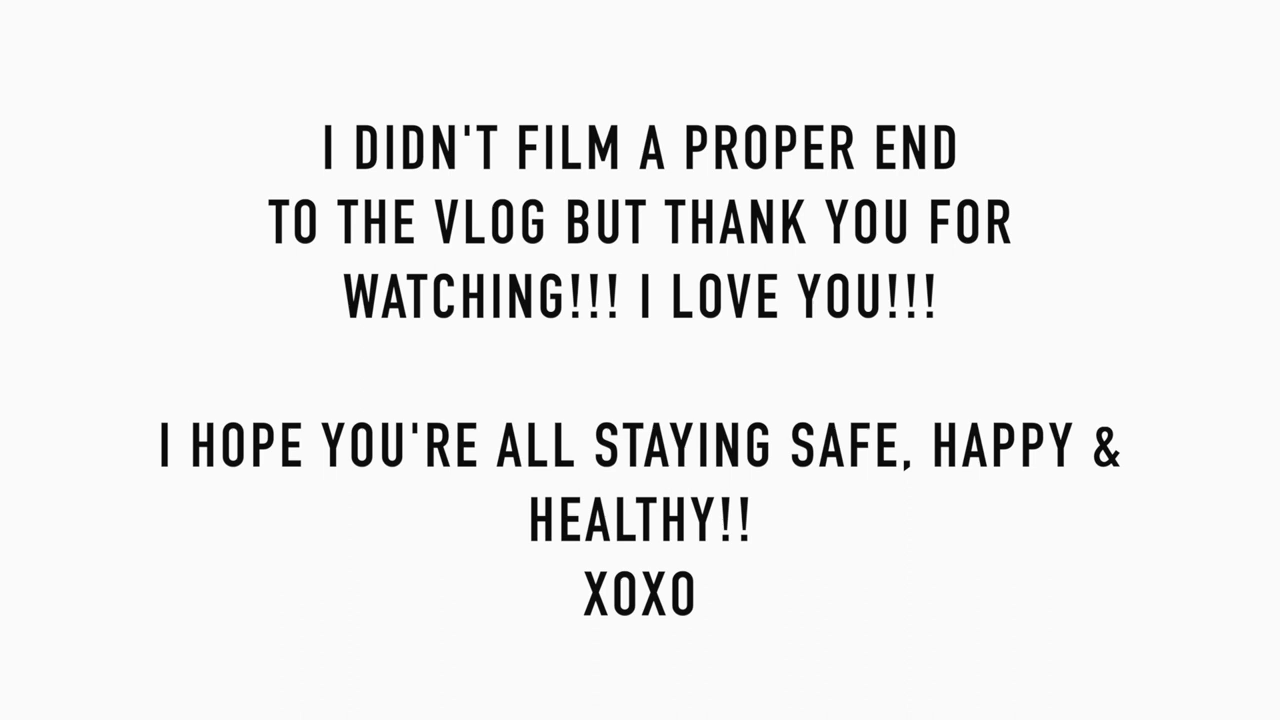 I DIDN'T FILM A PROPER END
TO THE VLOG BUT THANK YOU FOR
WATCHING!!! I LOVE YOU!!!
I HOPE YOU'RE ALL STAYING SAFE, HAPPY &
HEALTHY!!
XOXO